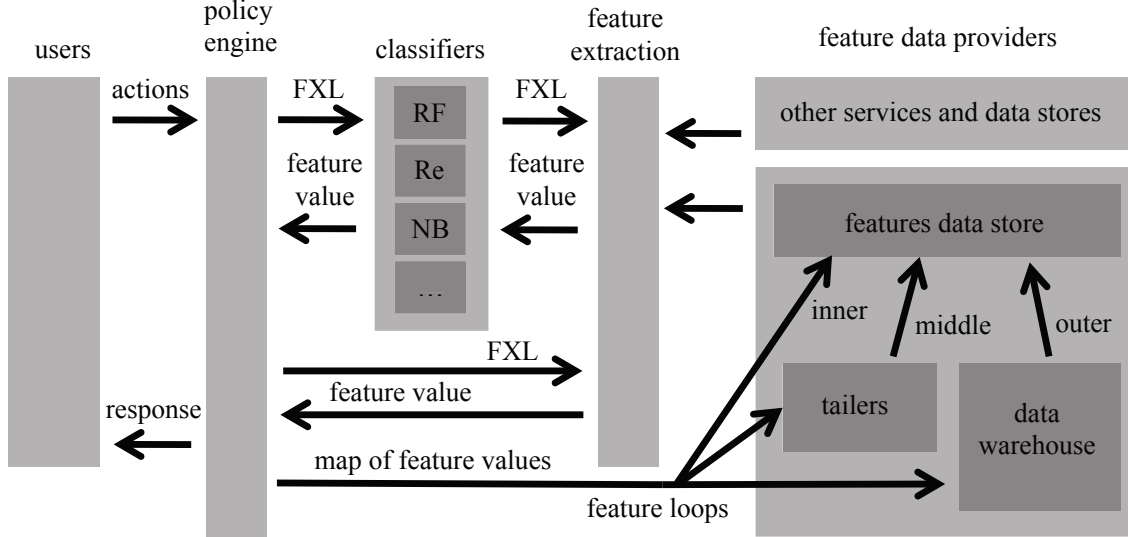 users
policy
engine
classifiers
feature
extraction
feature data providers
actions
FXL
FXL
RF
Re
NB
…
feature
value
feature
value
other services and data stores
features data store
inner
middle
outer
tailers
data
warehouse
FXL
feature value
response
map of feature values
feature loops